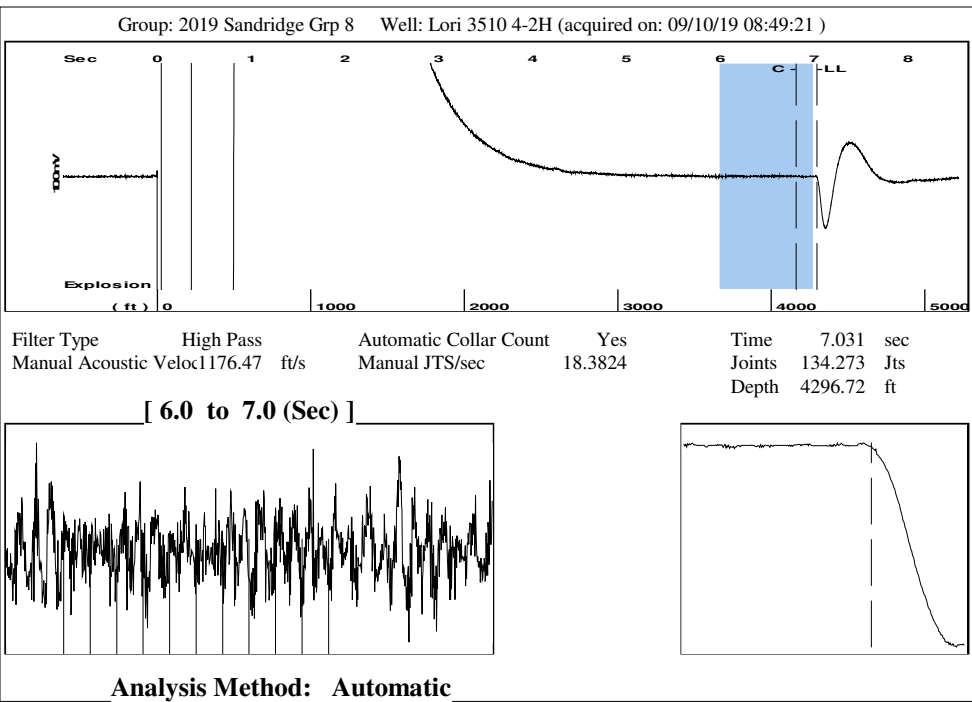 Group: 2019 Sandridge Grp 8 Well: Lori 3510 4-2H (acquired on: 09/10/19 08:49:21 )
Sec 0 1 2 3 4 5 6 7 8
C LL
100mV
Explosion
( ft ) 0 1000 2000 3000 4000 5000
Filter Type High Pass Automatic Collar Count Yes Time 7.031 sec
Manual Acoustic Veloc1176.47 ft/s Manual JTS/sec 18.3824 Joints 134.273 Jts
Depth 4296.72 ft
[ 6.0 to 7.0 (Sec) ]
Analysis Method: Automatic